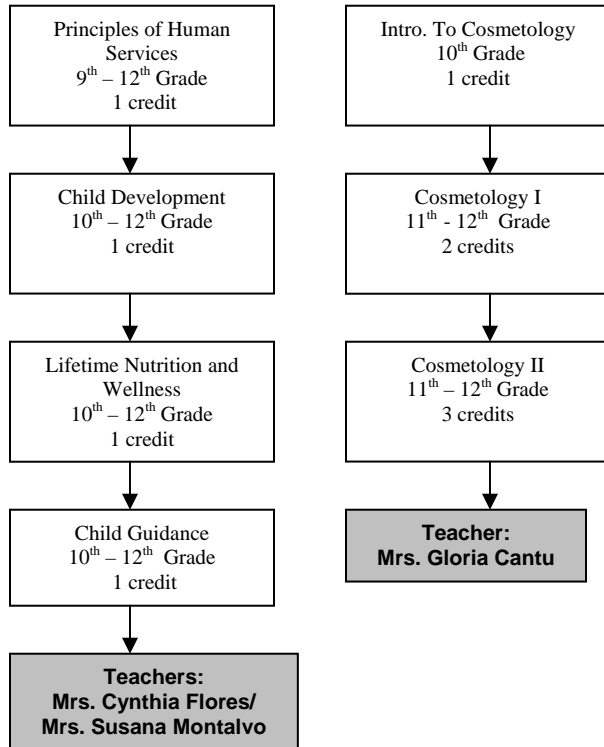 Principles of Human
Services
9th – 12th Grade
1 credit
Child Development
10th – 12th Grade
1 credit
Lifetime Nutrition and
Wellness
10th – 12th Grade
1 credit
Child Guidance
10th – 12th Grade
1 credit
Teachers:
Mrs. Cynthia Flores/
Mrs. Susana Montalvo
Intro. To Cosmetology
10th Grade
1 credit
Cosmetology I
11th - 12th Grade
2 credits
Cosmetology II
11th – 12th Grade
3 credits
Teacher:
Mrs. Gloria Cantu